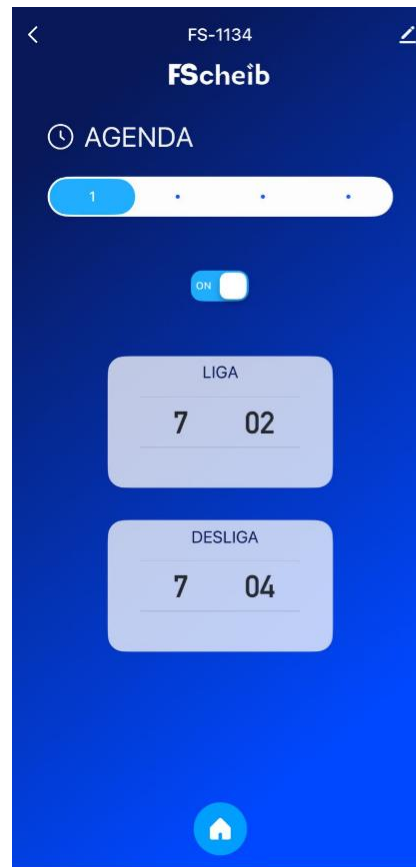 FS-1134
FScheib
AGENDA
1
ON
LIGA
7 02
DESLIGA
7 04